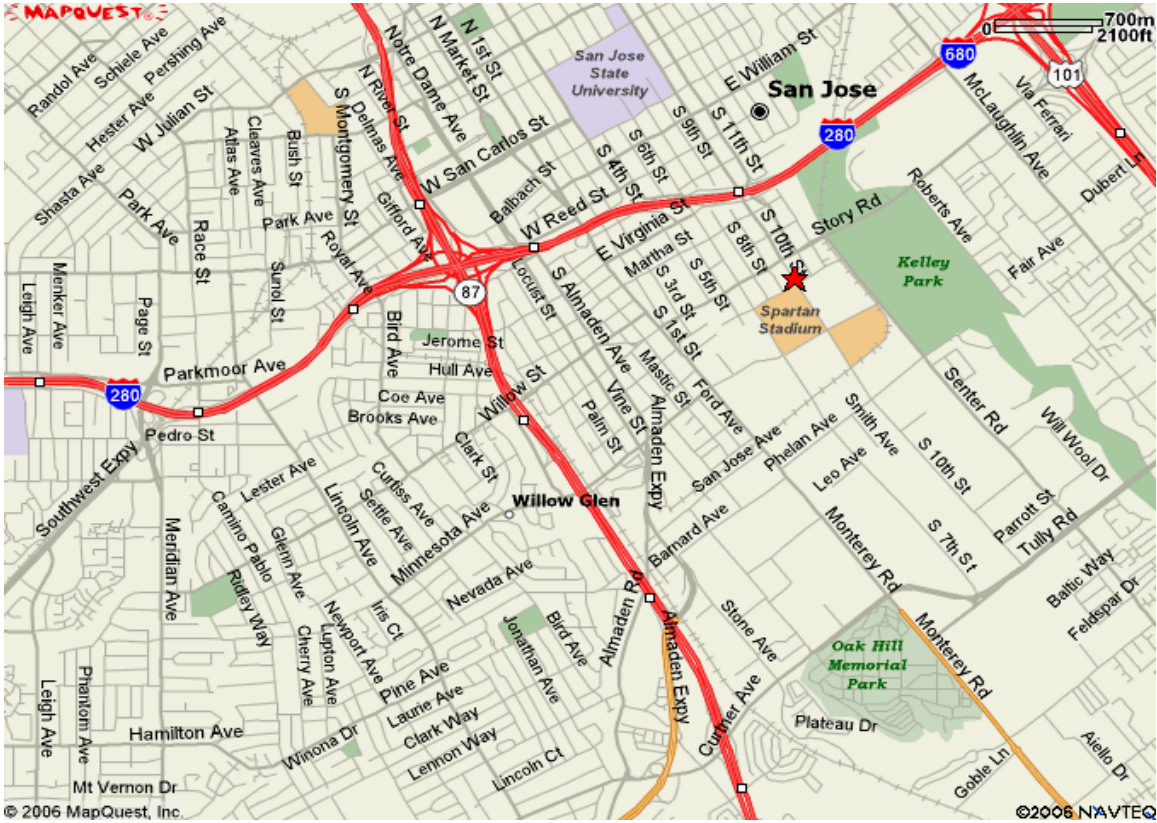 MAPQUEST
700m
0
2100ft
Randol Ave
Schiele Ave
Pershing Ave
Hester Ave
W Julian St
Shasta Ave
Park Ave
Atlas Ave
Cleaves Ave
Bush St
S Montgomery St
Delmas Ave
N River St
Notre Dame Ave
N Market St
N 1st St
San Jose
State
University
E William St
San Jose
680
101
280
McLaughlin Ave
Via Ferrari
Dubert Ln
W San Carlos St
Balbach St
S 4th St
S 6th St
S 9th St
S 11th St
W Reed St
E Virginia St
Martha St
S 3rd St
S 5th St
S 1st St
S 8th St
S 10th St
Story Rd
Roberts Ave
Fair Ave
Kelley
Park
Spartan
Stadium
Race St
Park Ave
Royal Ave
Gifford Ave
Sunol St
Menker Ave
Leigh Ave
Page St
87
Locust St
S Almaden Ave
Bird Ave
Jerome St
Hull Ave
Coe Ave
Brooks Ave
Willow St
Parkmoor Ave
280
Pedro St
Southwest Expy
Vine St
Palm St
Mastic St
Almaden Expy
Ford Ave
San Jose Ave
Phelan Ave
Smith Ave
Leo Ave
Senter Rd
S 10th St
Will Wool Dr
Parrott St
Tully Rd
S 7th St
Monterey Rd
Baltic Way
Feldspar Dr
Clark St
Willow Glen
Lester Ave
Curtiss Ave
Settle Ave
Lincoln Ave
Minnesota Ave
Camino Pablo
Glenn Ave
Meridian Ave
Ridley Way
Nevada Ave
Iris Ct
Newport Ave
Lupton Ave
Cherry Ave
Barnard Ave
Stone Ave
Almaden Rd
Almaden Expy
Bird Ave
Jonathan Ave
Pine Ave
Laurie Ave
Clark Way
Lennon Way
Lincoln Ct
Winona Dr
Hamilton Ave
Phantom Ave
Leigh Ave
Mt Vernon Dr
Curtner Ave
Oak Hill
Memorial
Park
Monterey Rd
Plateau Dr
Goble Ln
Aiello Dr
© 2006 MapQuest, Inc.
©2006 NAVTEQ